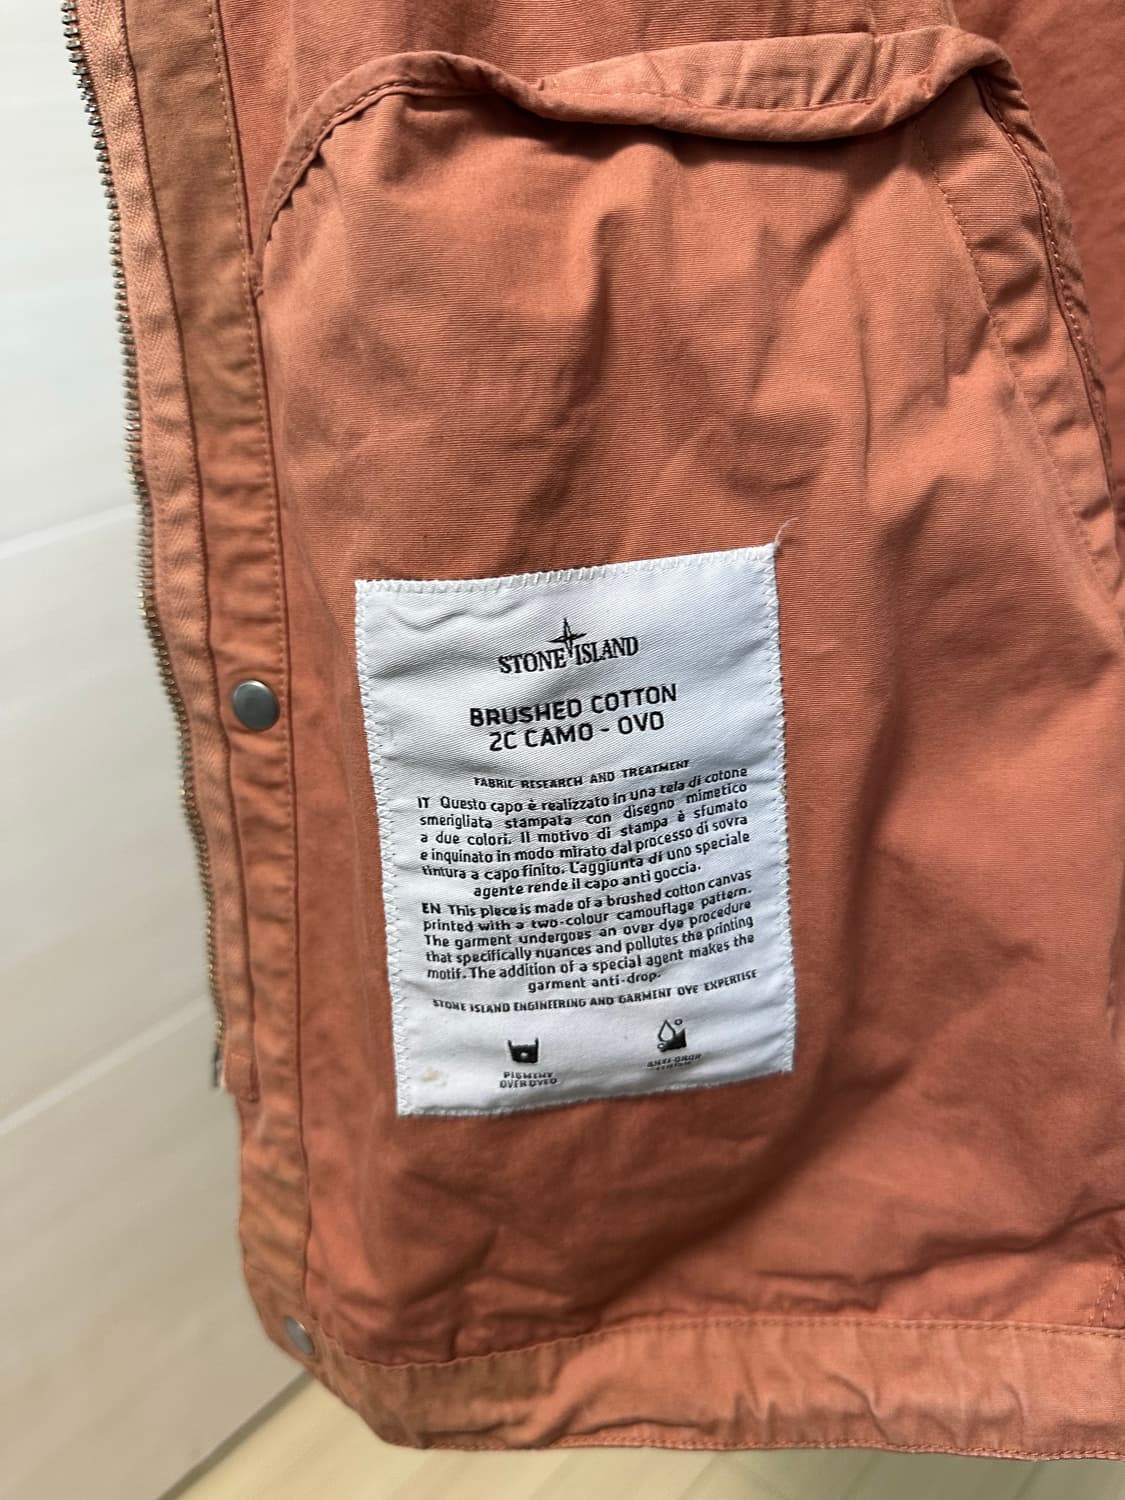 STONE ISLAND
BRUSHED COTTON
2C CAMO - OVD
FABRIC RESEARCH AND TREATMENT
IT Questo capo è realizzato in una tela di cotone
smerigliata stampata con disegno mimetico
a due colori. Il motivo di stampa è sfumato
e inquinato in modo mirato dal processo di sovra
tintura a capo finito. L'aggiunta di uno speciale
agente rende il capo anti goccia.
EN This piece is made of a brushed cotton canvas
printed with a two-colour camouflage pattern.
The garment undergoes an over dye procedure
that specifically nuances and pollutes the printing
motif. The addition of a special agent makes the
garment anti-drop.
STONE ISLAND ENGINEERING AND GARMENT DYE EXPERTISE
PIGMENT
OVERDYED
ANTI-DROP